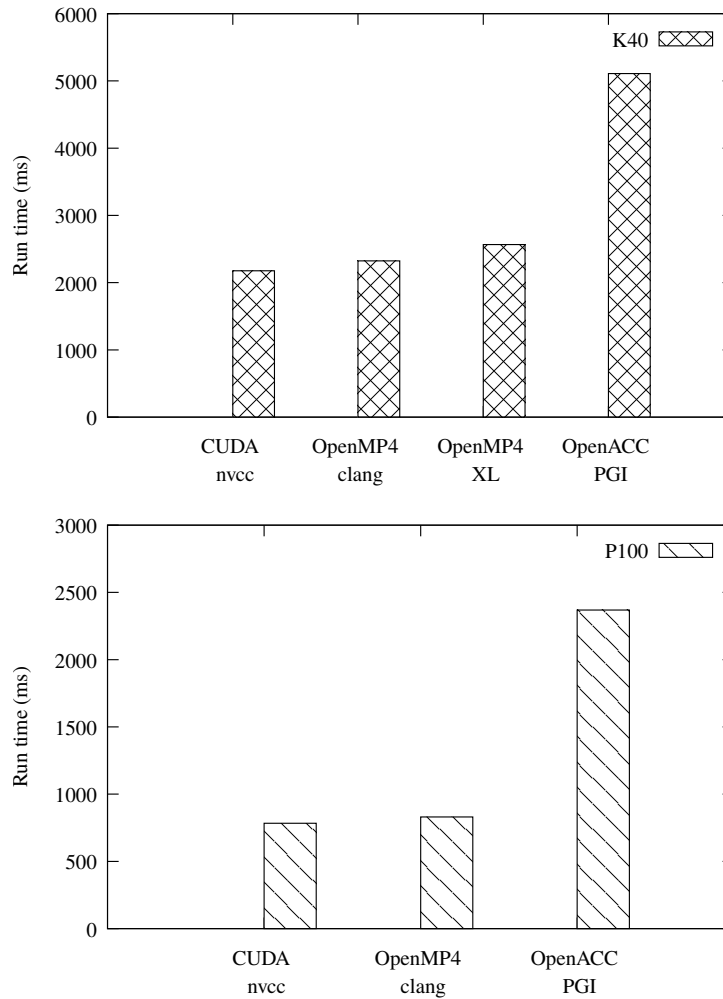 6000
K40
5000
4000
3000
2000
1000
0
Run time (ms)
CUDA OpenMP4 OpenMP4 OpenACC
nvcc clang XL PGI
3000
P100
2500
2000
1500
1000
500
0
Run time (ms)
CUDA OpenMP4 OpenACC
nvcc clang PGI